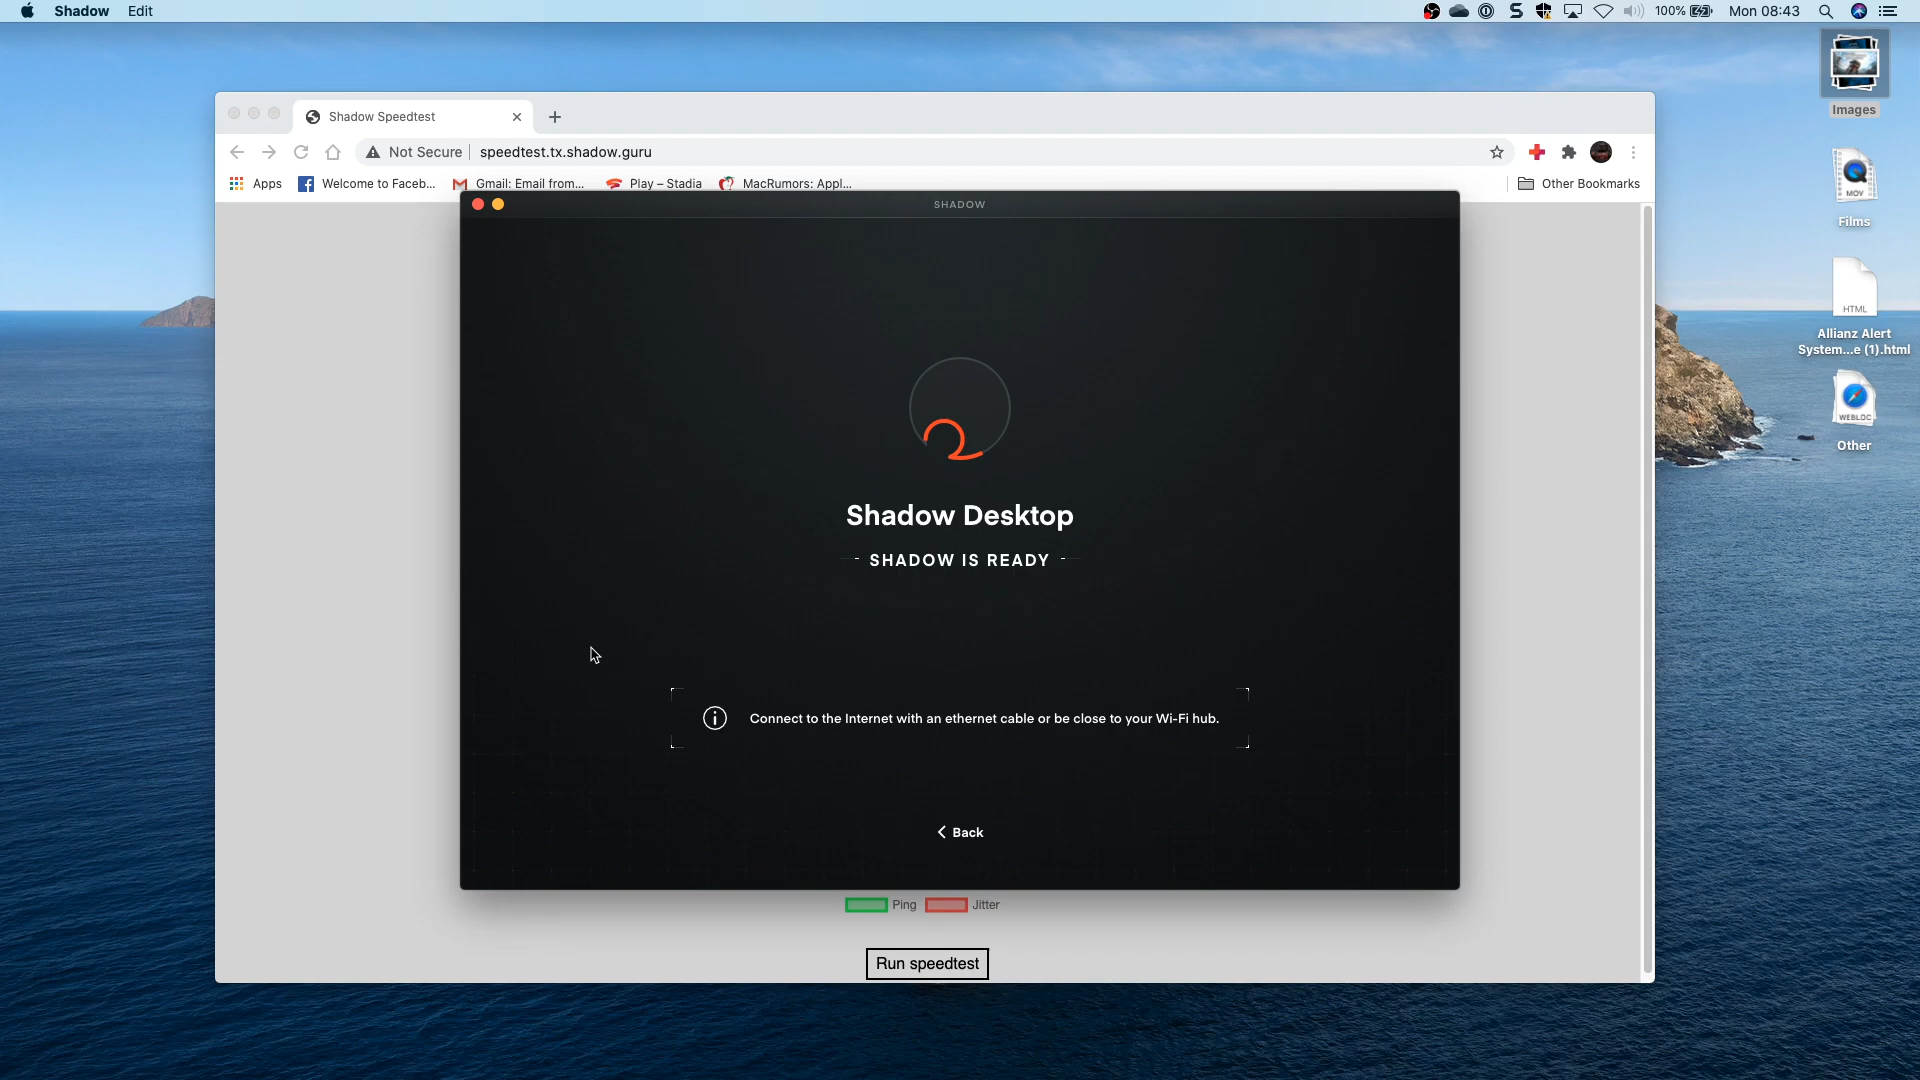 Shadow Edit
100% Mon 08:43
Images
Shadow Speedtest
Not Secure speedtest.tx.shadow.guru
Apps Welcome to Faceb... Gmail: Email from... Play – Stadia MacRumors: Appl... Other Bookmarks
SHADOW
MOV
Films
HTML
Allianz Alert
System...e (1).html
WEBLOC
Other
Shadow Desktop
SHADOW IS READY
Connect to the Internet with an ethernet cable or be close to your Wi-Fi hub.
Back
Ping Jitter
Run speedtest